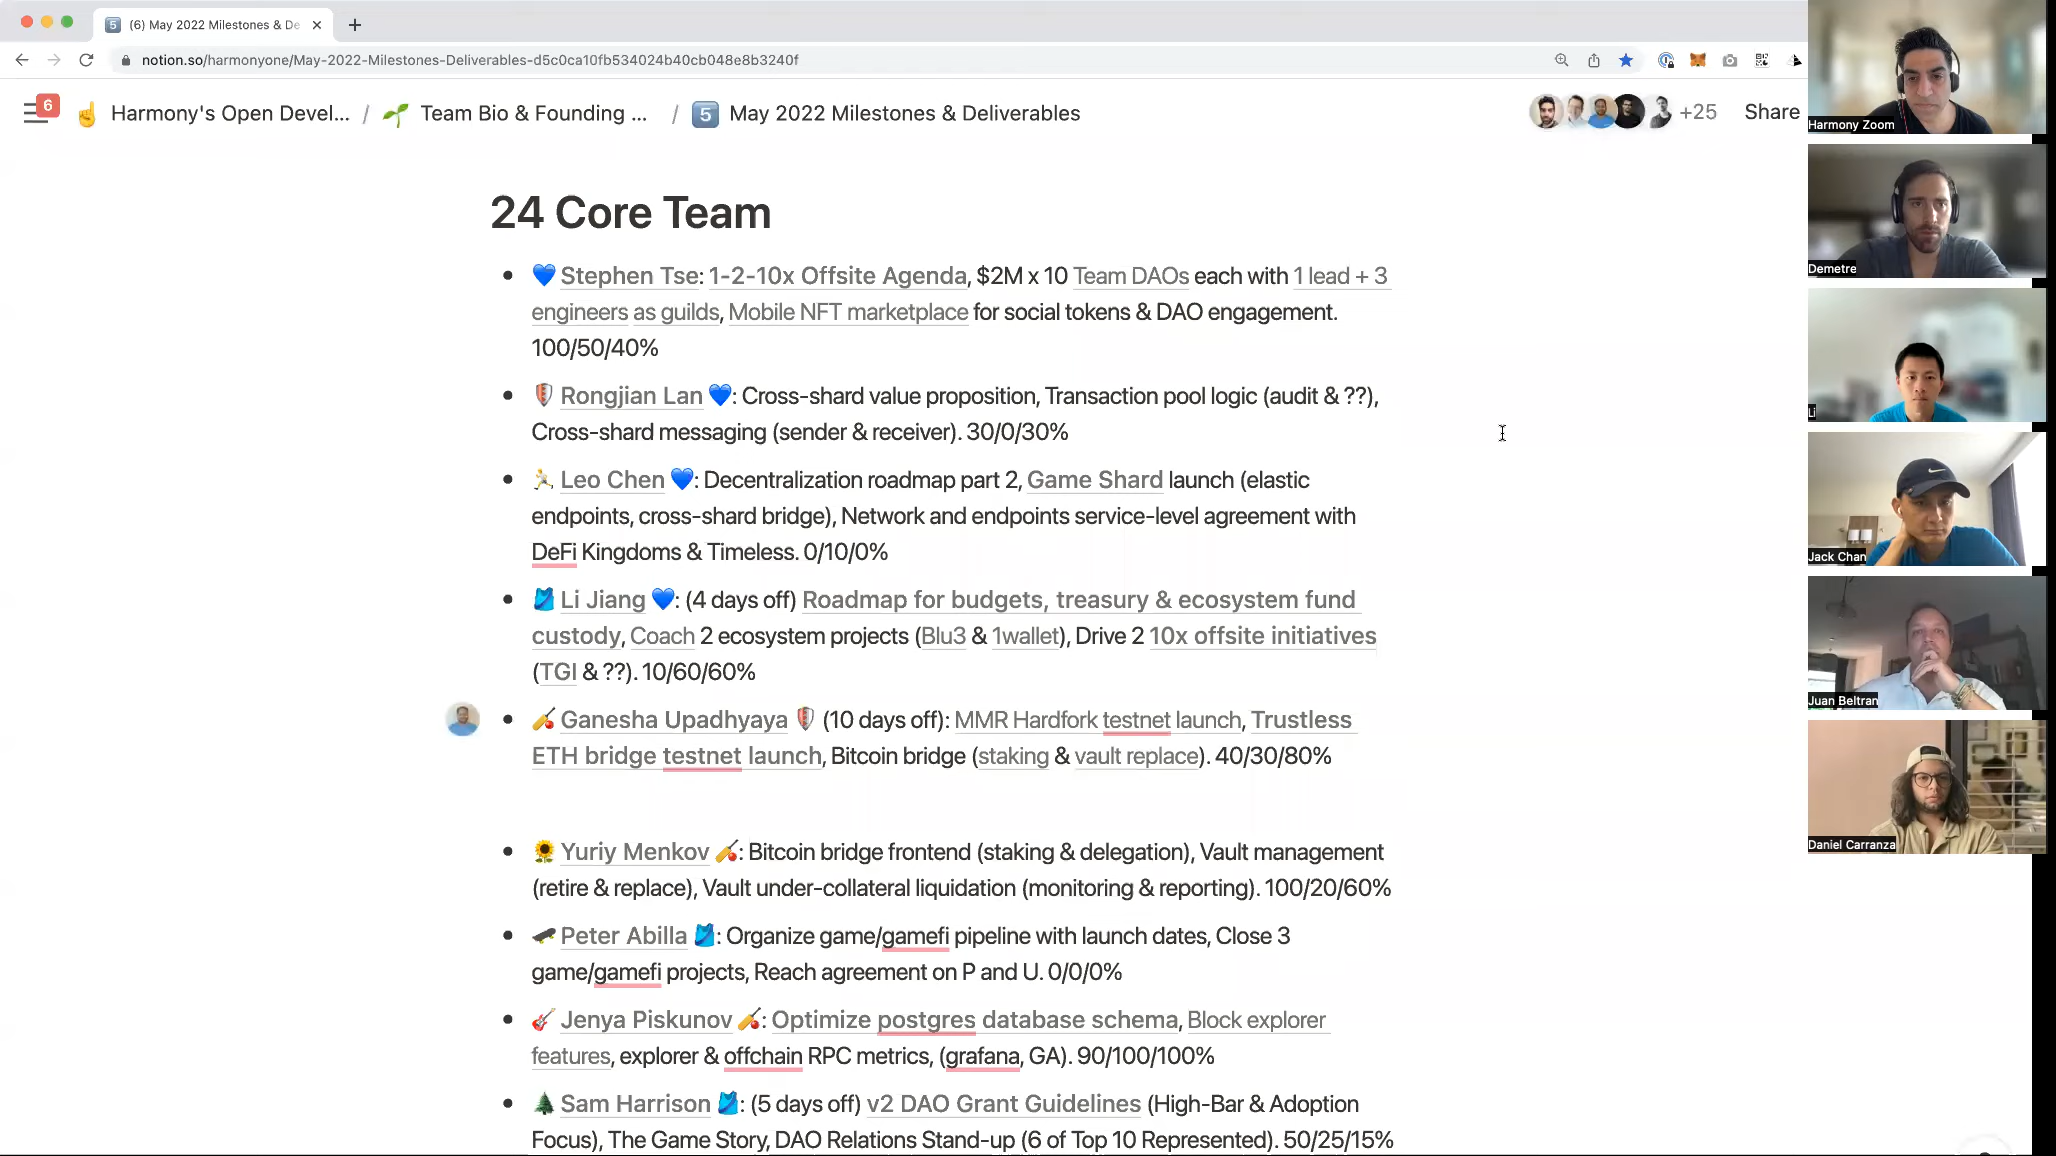 (6) May 2022 Milestones & De
notion.so/harmonyone/May-2022-Milestones-Deliverables-d5c0ca10fb534024b40cb048e8b3240f
6 Harmony's Open Devel... / Team Bio & Founding ... / 5 May 2022 Milestones & Deliverables +25 Share
24 Core Team
Stephen Tse: 1-2-10x Offsite Agenda, $2M x 10 Team DAOs each with 1 lead + 3
engineers as guilds, Mobile NFT marketplace for social tokens & DAO engagement.
100/50/40%
Rongjian Lan 💙: Cross-shard value proposition, Transaction pool logic (audit & ??),
Cross-shard messaging (sender & receiver). 30/0/30%
Leo Chen 💙: Decentralization roadmap part 2, Game Shard launch (elastic
endpoints, cross-shard bridge), Network and endpoints service-level agreement with
DeFi Kingdoms & Timeless. 0/10/0%
Li Jiang 💙: (4 days off) Roadmap for budgets, treasury & ecosystem fund
custody, Coach 2 ecosystem projects (Blu3 & 1wallet), Drive 2 10x offsite initiatives
(TGI & ??). 10/60/60%
Ganesha Upadhyaya (10 days off): MMR Hardfork testnet launch, Trustless
ETH bridge testnet launch, Bitcoin bridge (staking & vault replace). 40/30/80%
Yuriy Menkov : Bitcoin bridge frontend (staking & delegation), Vault management
(retire & replace), Vault under-collateral liquidation (monitoring & reporting). 100/20/60%
Peter Abilla : Organize game/gamefi pipeline with launch dates, Close 3
game/gamefi projects, Reach agreement on P and U. 0/0/0%
Jenya Piskunov : Optimize postgres database schema, Block explorer
features, explorer & offchain RPC metrics, (grafana, GA). 90/100/100%
Sam Harrison : (5 days off) v2 DAO Grant Guidelines (High-Bar & Adoption
Focus), The Game Story, DAO Relations Stand-up (6 of Top 10 Represented). 50/25/15%
Harmony Zoom
Demetre
Li
Jack Chan
Juan Beltran
Daniel Carranza